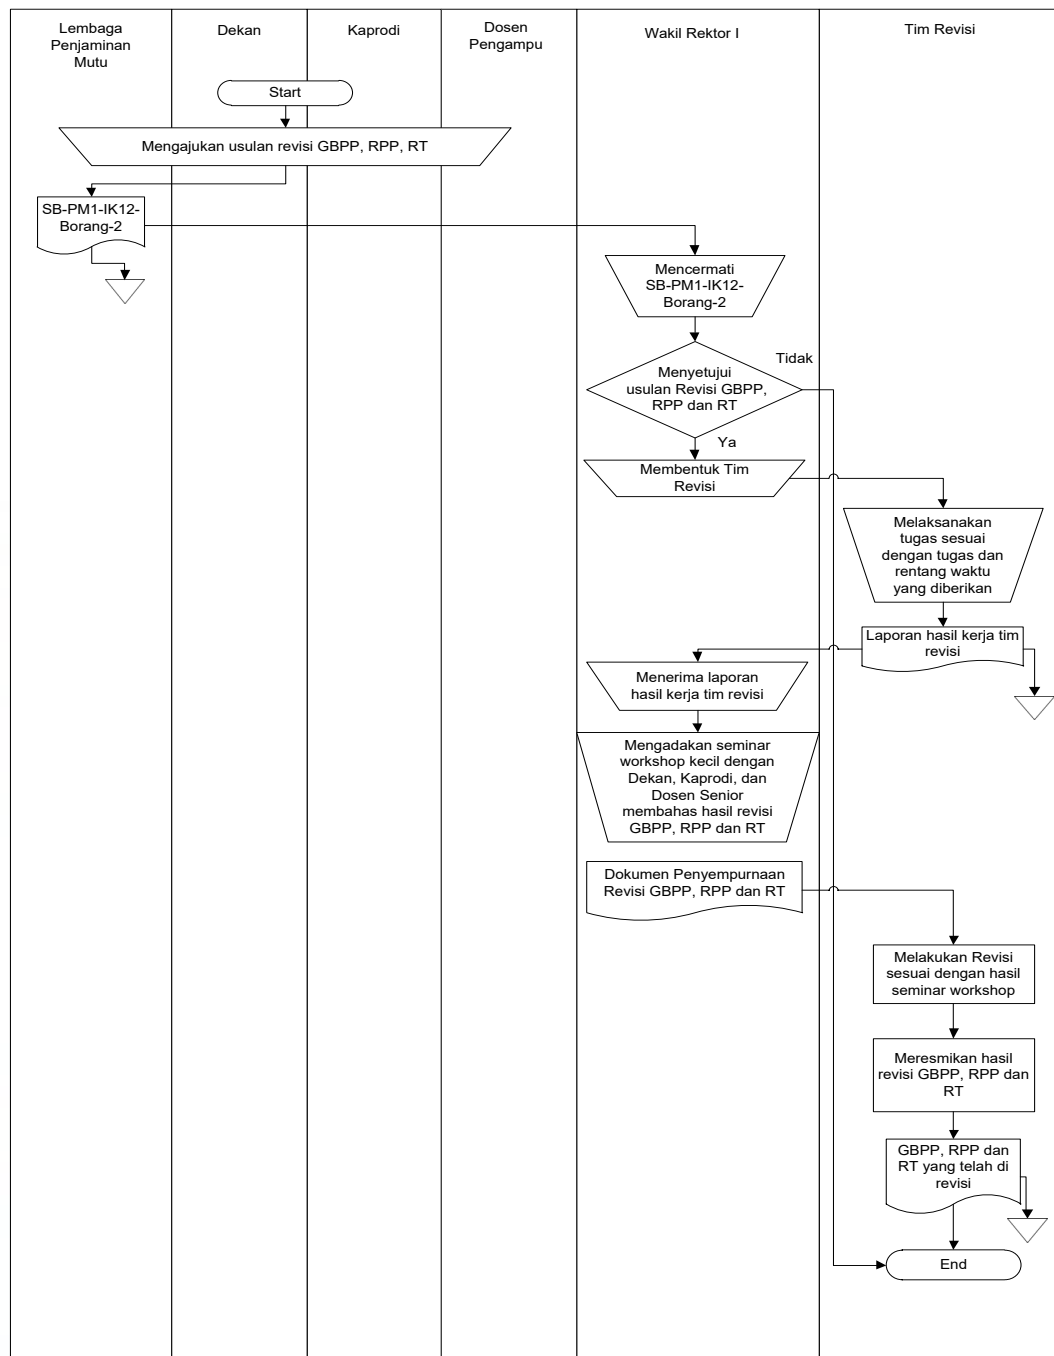 Lembaga
Penjaminan
Mutu
Dekan
Kaprodi
Dosen
Pengampu
Wakil Rektor I
Tim Revisi
Start
Mengajukan usulan revisi GBPP, RPP, RT
SB-PM1-IK12-
Borang-2
Mencermati
SB-PM1-IK12-
Borang-2
Tidak
Menyetujui
usulan Revisi GBPP,
RPP dan RT
Ya
Membentuk Tim
Revisi
Melaksanakan
tugas sesuai
dengan tugas dan
rentang waktu
yang diberikan
Laporan hasil kerja tim
revisi
Menerima laporan
hasil kerja tim revisi
Mengadakan seminar
workshop kecil dengan
Dekan, Kaprodi, dan
Dosen Senior
membahas hasil revisi
GBPP, RPP dan RT
Dokumen Penyempurnaan
Revisi GBPP, RPP dan RT
Melakukan Revisi
sesuai dengan hasil
seminar workshop
Meresmikan hasil
revisi GBPP, RPP dan
RT
GBPP, RPP dan
RT yang telah di
revisi
End